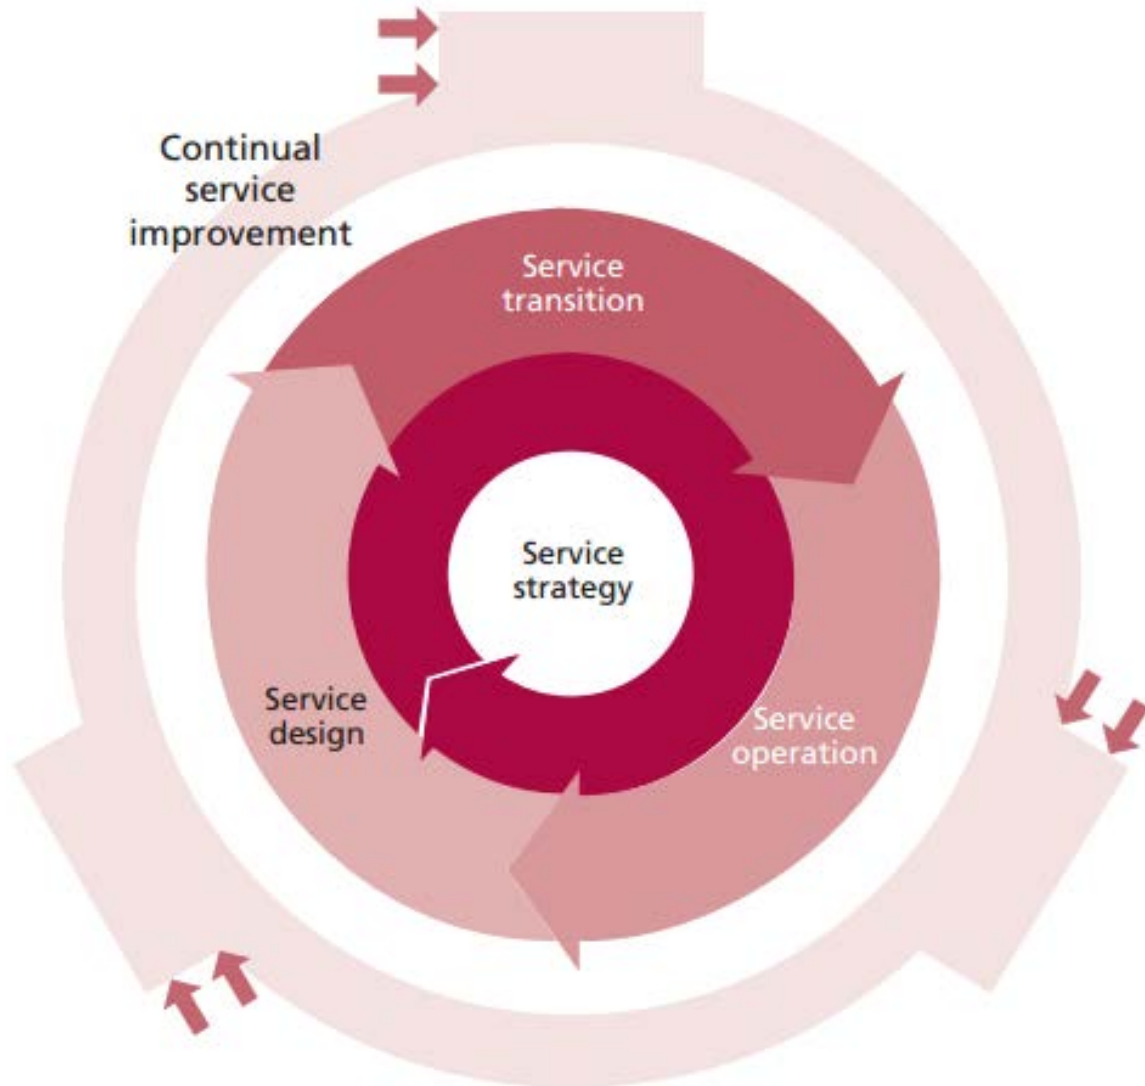 Continual
service
improvement
Service
transition
Service
strategy
Service
design
Service
operation